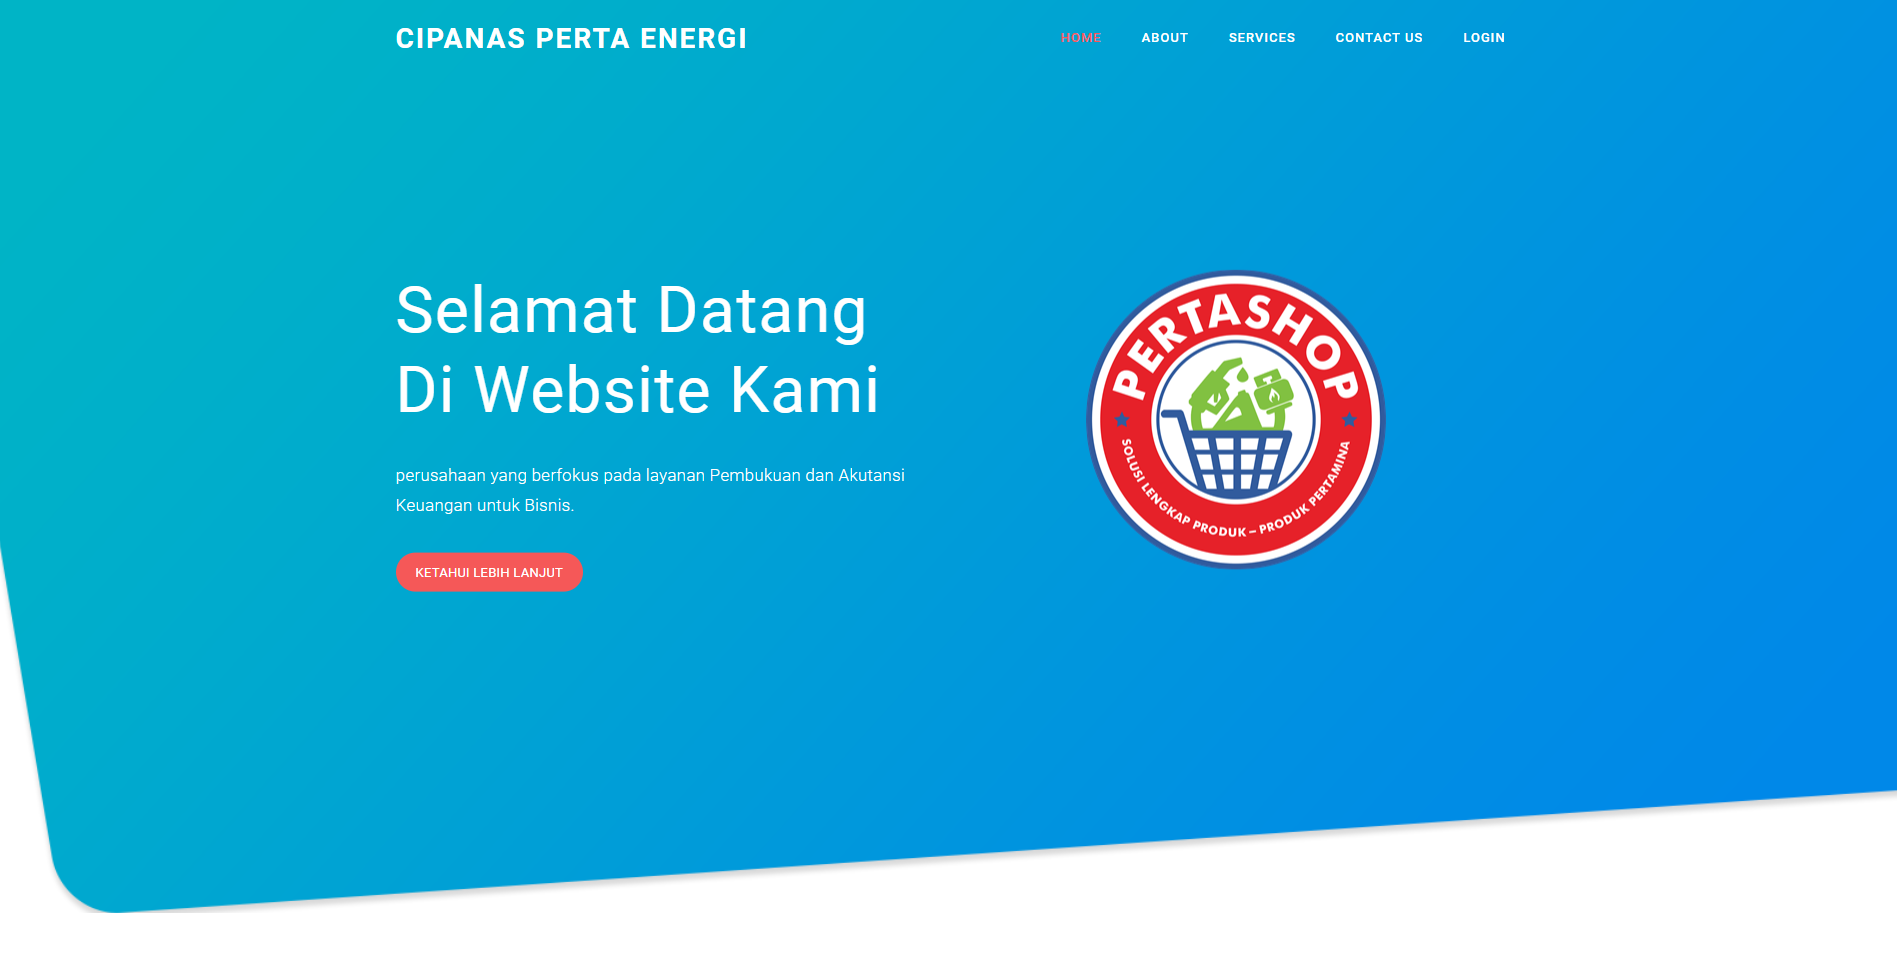 CIPANAS PERTA ENERGI
HOME
ABOUT
SERVICES
CONTACT US
LOGIN
Selamat Datang
Di Website Kami
perusahaan yang berfokus pada layanan Pembukuan dan Akutansi
Keuangan untuk Bisnis.
KETAHUI LEBIH LANJUT
PERTASHOP
SOLUSI LENGKAP PRODUK – PRODUK PERTAMINA